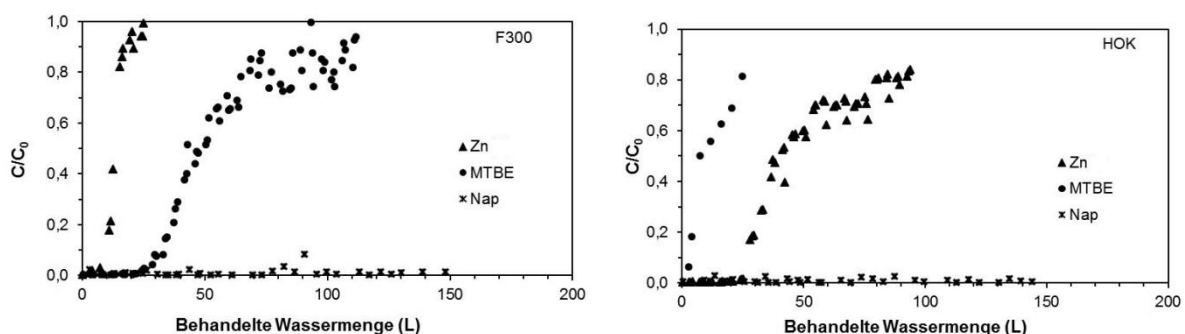 1,0
0,8
0,6
0,4
0,2
0,0
C/C0
F300
Zn
MTBE
Nap
0 50 100 150 200
Behandelte Wassermenge (L)
1,0
0,8
0,6
0,4
0,2
0,0
C/C0
HOK
Zn
MTBE
Nap
0 50 100 150 200
Behandelte Wassermenge (L)